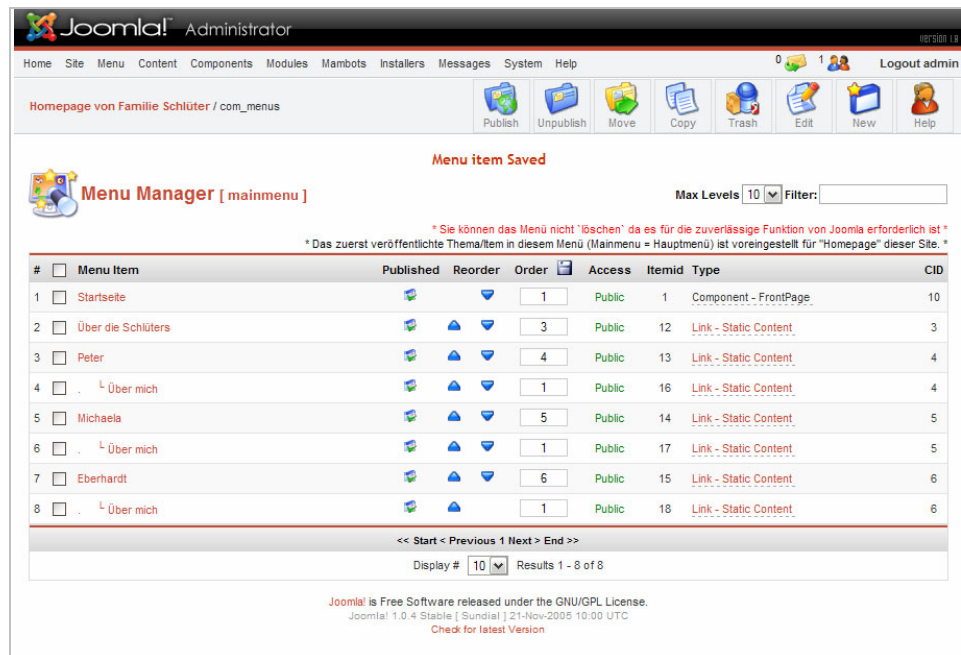 Joomla! Administrator
version 1.0
Home Site Menu Content Components Modules Mambots Installers Messages System Help 0 1 Logout admin
Homepage von Familie Schlüter / com_menus
Publish Unpublish Move Copy Trash Edit New Help
Menu item Saved
Menu Manager [ mainmenu ] Max Levels 10 Filter:
* Sie können das Menü nicht `löschen` da es für die zuverlässige Funktion von Joomla erforderlich ist *
* Das zuerst veröffentlichte Thema/Item in diesem Menü (Mainmenu = Hauptmenü) ist voreingestellt für "Homepage" dieser Site. *
# Menu Item Published Reorder Order Access Itemid Type CID
1 Startseite 1 Public 1 Component - FrontPage 10
2 Über die Schlüters 3 Public 12 Link - Static Content 3
3 Peter 4 Public 13 Link - Static Content 4
4 . Über mich 1 Public 16 Link - Static Content 4
5 Michaela 5 Public 14 Link - Static Content 5
6 . Über mich 1 Public 17 Link - Static Content 5
7 Eberhardt 6 Public 15 Link - Static Content 6
8 . Über mich 1 Public 18 Link - Static Content 6
<< Start < Previous 1 Next > End >>
Display # 10 Results 1 - 8 of 8
Joomla! is Free Software released under the GNU/GPL License.
Joomla! 1.0.4 Stable [ Sundial ] 21-Nov-2005 10:00 UTC
Check for latest Version